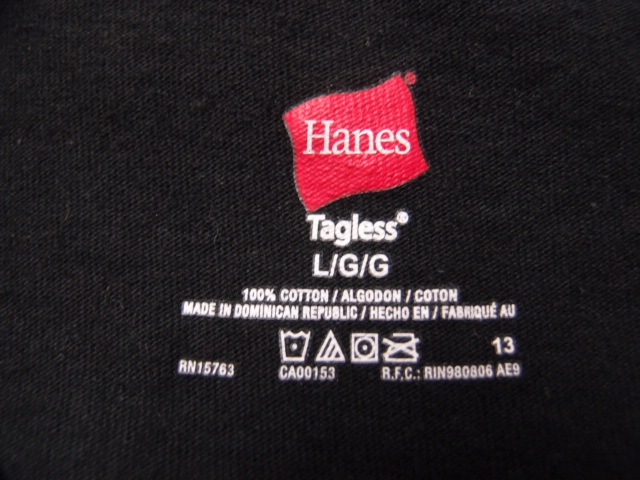 Hanes®
Tagless®
L/G/G
100% COTTON / ALGODON / COTON
MADE IN DOMINICAN REPUBLIC / HECHO EN / FABRIQUÉ AU
13
RN15763 CA00153 R.F.C.: RIN980806 AE9